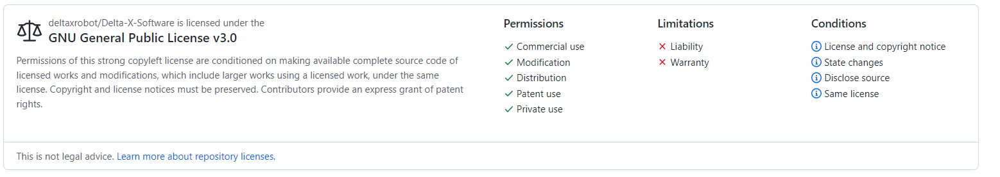 deltaxrobot/Delta-X-Software is licensed under the
GNU General Public License v3.0
Permissions of this strong copyleft license are conditioned on making available complete source code of
licensed works and modifications, which include larger works using a licensed work, under the same
license. Copyright and license notices must be preserved. Contributors provide an express grant of patent
rights.
Permissions
Commercial use
Modification
Distribution
Patent use
Private use
Limitations
Liability
Warranty
Conditions
License and copyright notice
State changes
Disclose source
Same license
This is not legal advice. Learn more about repository licenses.